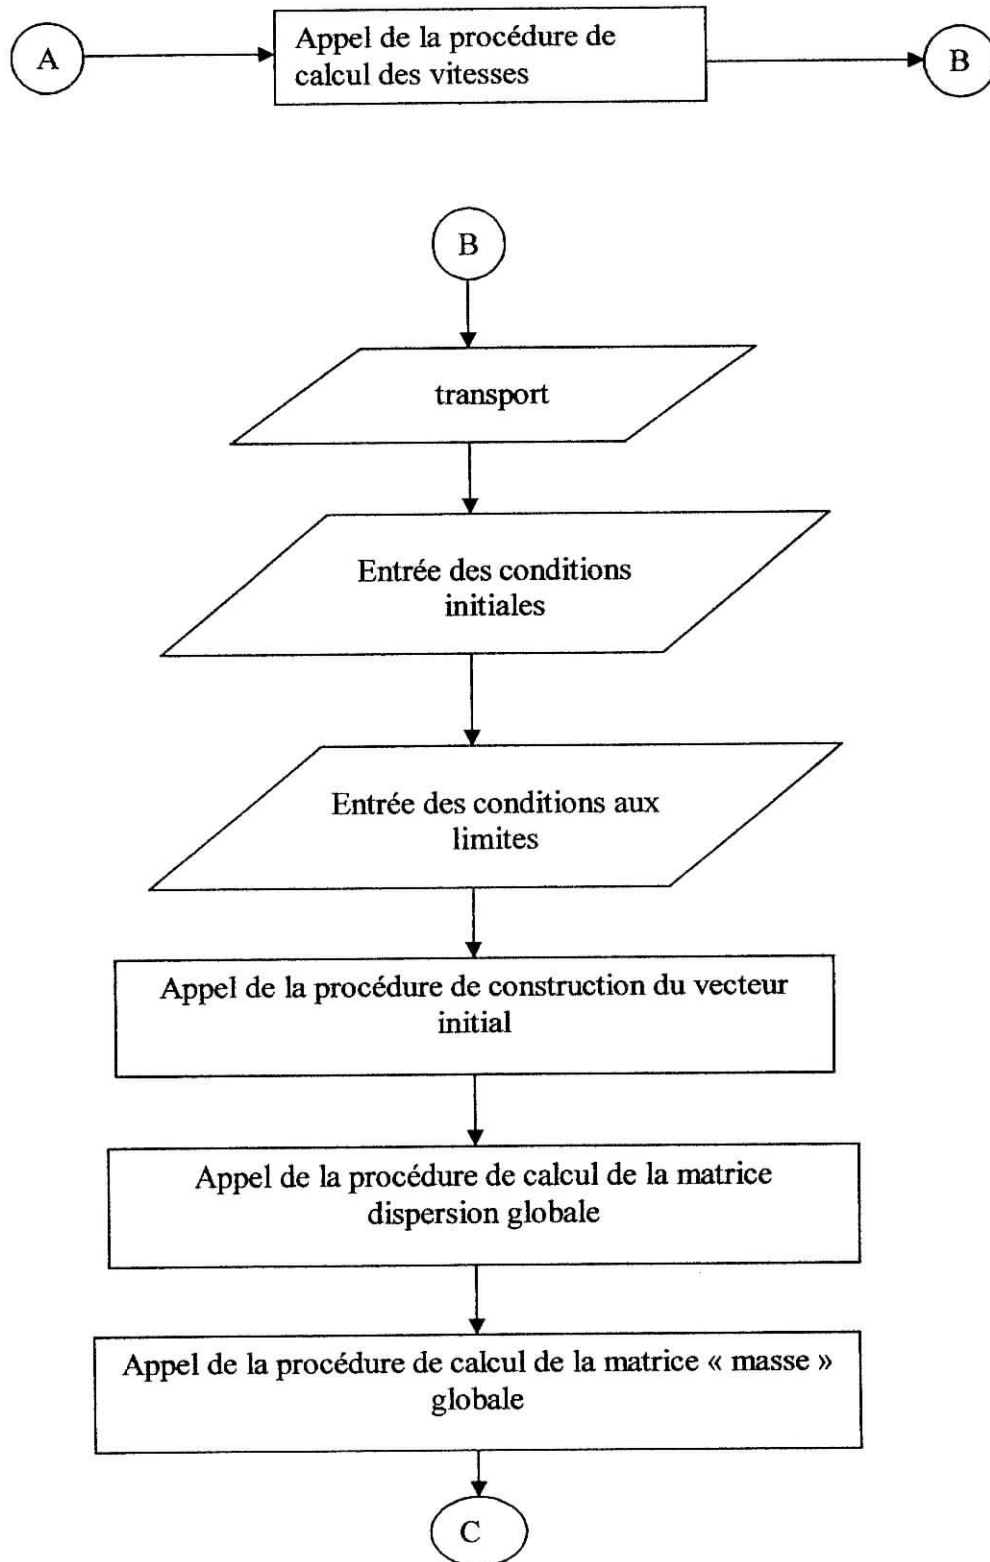 A
Appel de la procédure de
calcul des vitesses
B
B
transport
Entrée des conditions
initiales
Entrée des conditions aux
limites
Appel de la procédure de construction du vecteur
initial
Appel de la procédure de calcul de la matrice
dispersion globale
Appel de la procédure de calcul de la matrice « masse »
globale
C